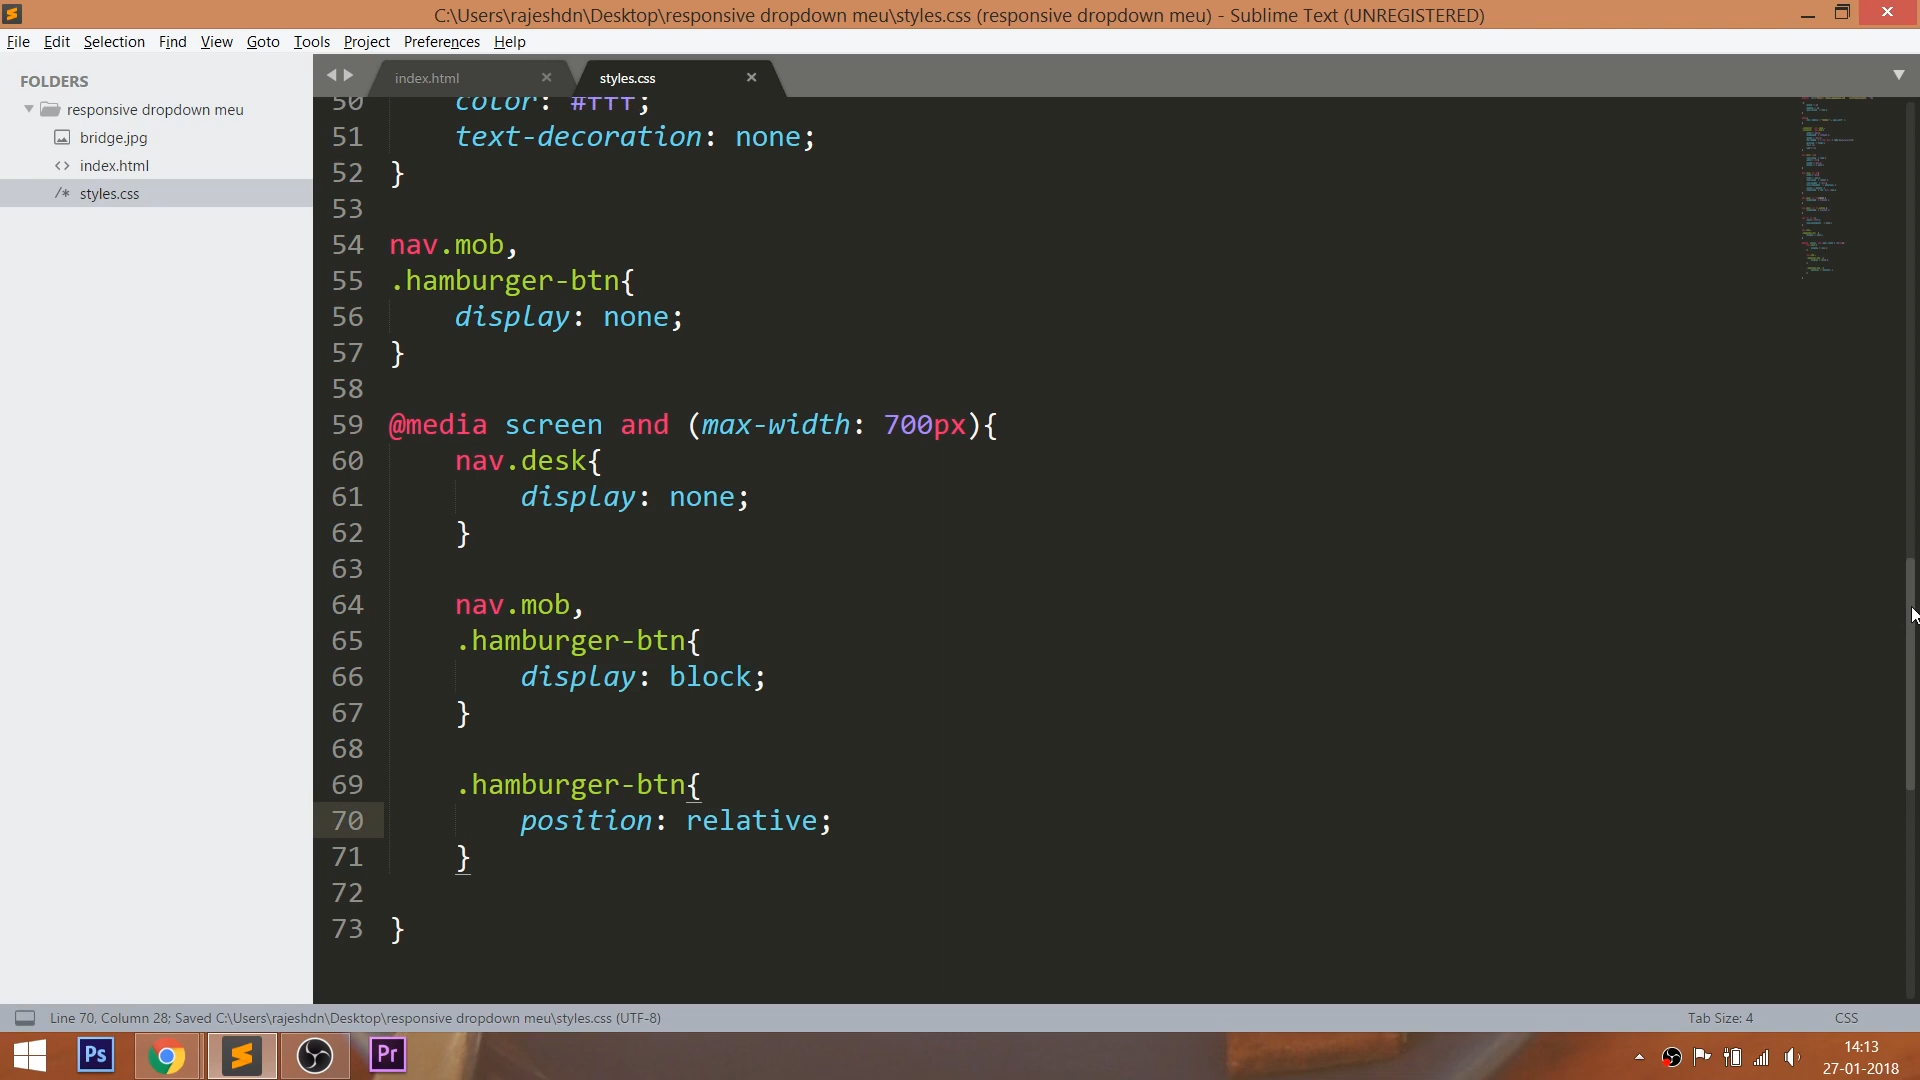 C:\Users\rajeshdn\Desktop\responsive dropdown meu\styles.css (responsive dropdown meu) - Sublime Text (UNREGISTERED)
File Edit Selection Find View Goto Tools Project Preferences Help
FOLDERS
responsive dropdown meu
bridge.jpg
index.html
styles.css
index.html
styles.css
50 color: #fff;
51 text-decoration: none;
52 }
53
54 nav.mob,
55 .hamburger-btn{
56 display: none;
57 }
58
59 @media screen and (max-width: 700px){
60 nav.desk{
61 display: none;
62 }
63
64 nav.mob,
65 .hamburger-btn{
66 display: block;
67 }
68
69 .hamburger-btn{
70 position: relative;
71 }
72
73 }
Line 70, Column 28; Saved C:\Users\rajeshdn\Desktop\responsive dropdown meu\styles.css (UTF-8)
Tab Size: 4
CSS
Ps
Pr
14:13
27-01-2018